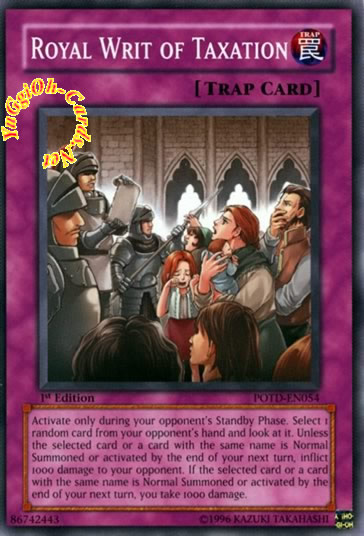 ROYAL WRIT OF TAXATION
TRAP
罠
[TRAP CARD]
YuGgiOh-Cards.Net
1st Edition
POTD-EN054
Activate only during your opponent's Standby Phase. Select 1
random card from your opponent's hand and look at it. Unless
the selected card or a card with the same name is Normal
Summoned or activated by the end of your next turn, inflict
1000 damage to your opponent. If the selected card or a card
with the same name is Normal Summoned or activated by the
end of your next turn, you take 1000 damage.
86742443
©1996 KAZUKI TAKAHASHI